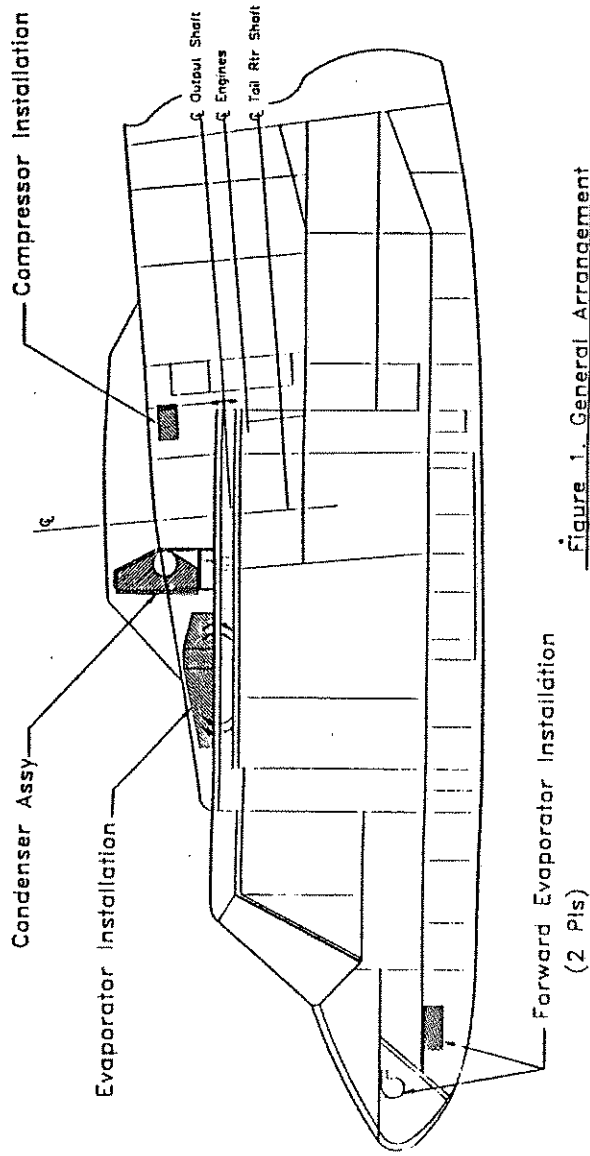 Compressor Installation
Condenser Assy
Evaporator Installation
℄ Output Shaft
℄ Engines
℄ Tail Rtr Shaft
℄
Forward Evaporator Installation
(2 Pls)
Figure 1. General Arrangement